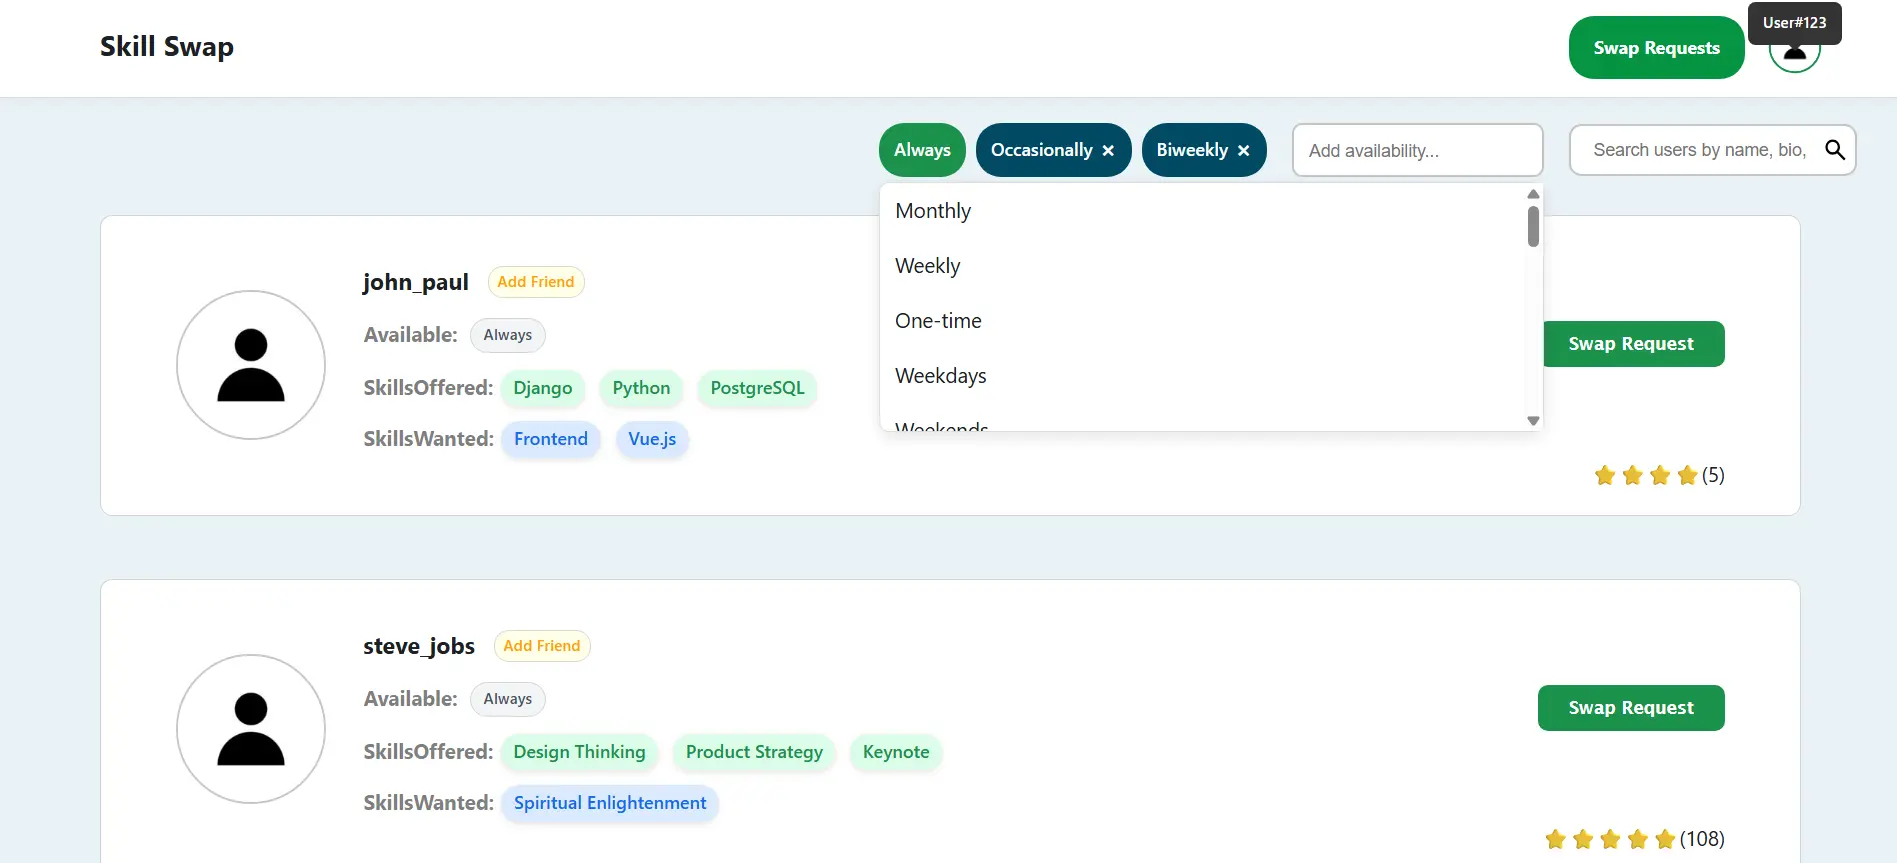 Skill Swap
Swap Requests
User#123
Always
Occasionally ×
Biweekly ×
Add availability...
Search users by name, bio,
Monthly
Weekly
One-time
Weekdays
Weekends
john_paul
Add Friend
Available: Always
SkillsOffered: Django Python PostgreSQL
SkillsWanted: Frontend Vue.js
Swap Request
(5)
steve_jobs
Add Friend
Available: Always
SkillsOffered: Design Thinking Product Strategy Keynote
SkillsWanted: Spiritual Enlightenment
Swap Request
(108)